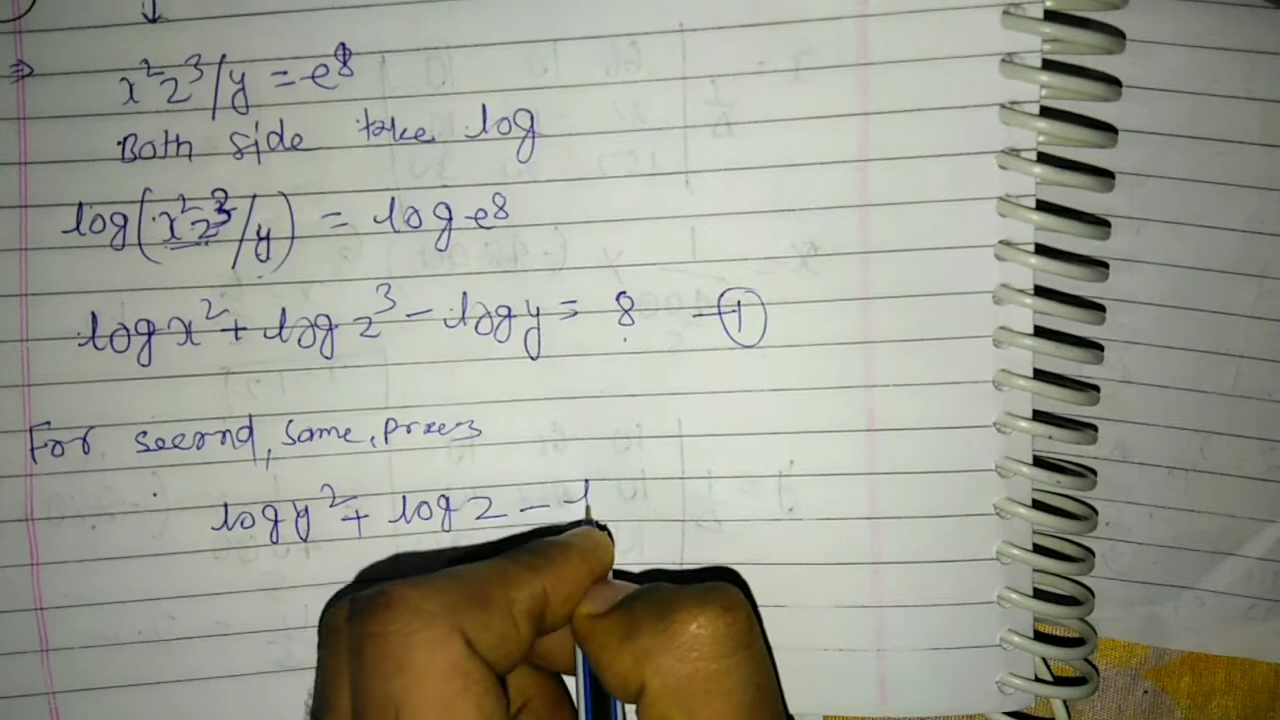 ⇒ x²z³/y = e⁸
Both side take log
log(x²z³/y) = log e⁸
log x² + log z³ - log y = 8 —①
For second, same, process
log y² + log z - l